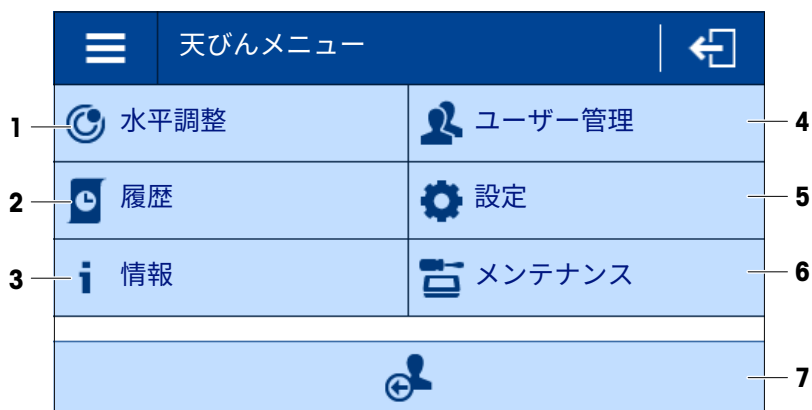 天びんメニュー
1 水平調整 ユーザー管理 4
2 履歴 設定 5
3 情報 メンテナンス 6
7